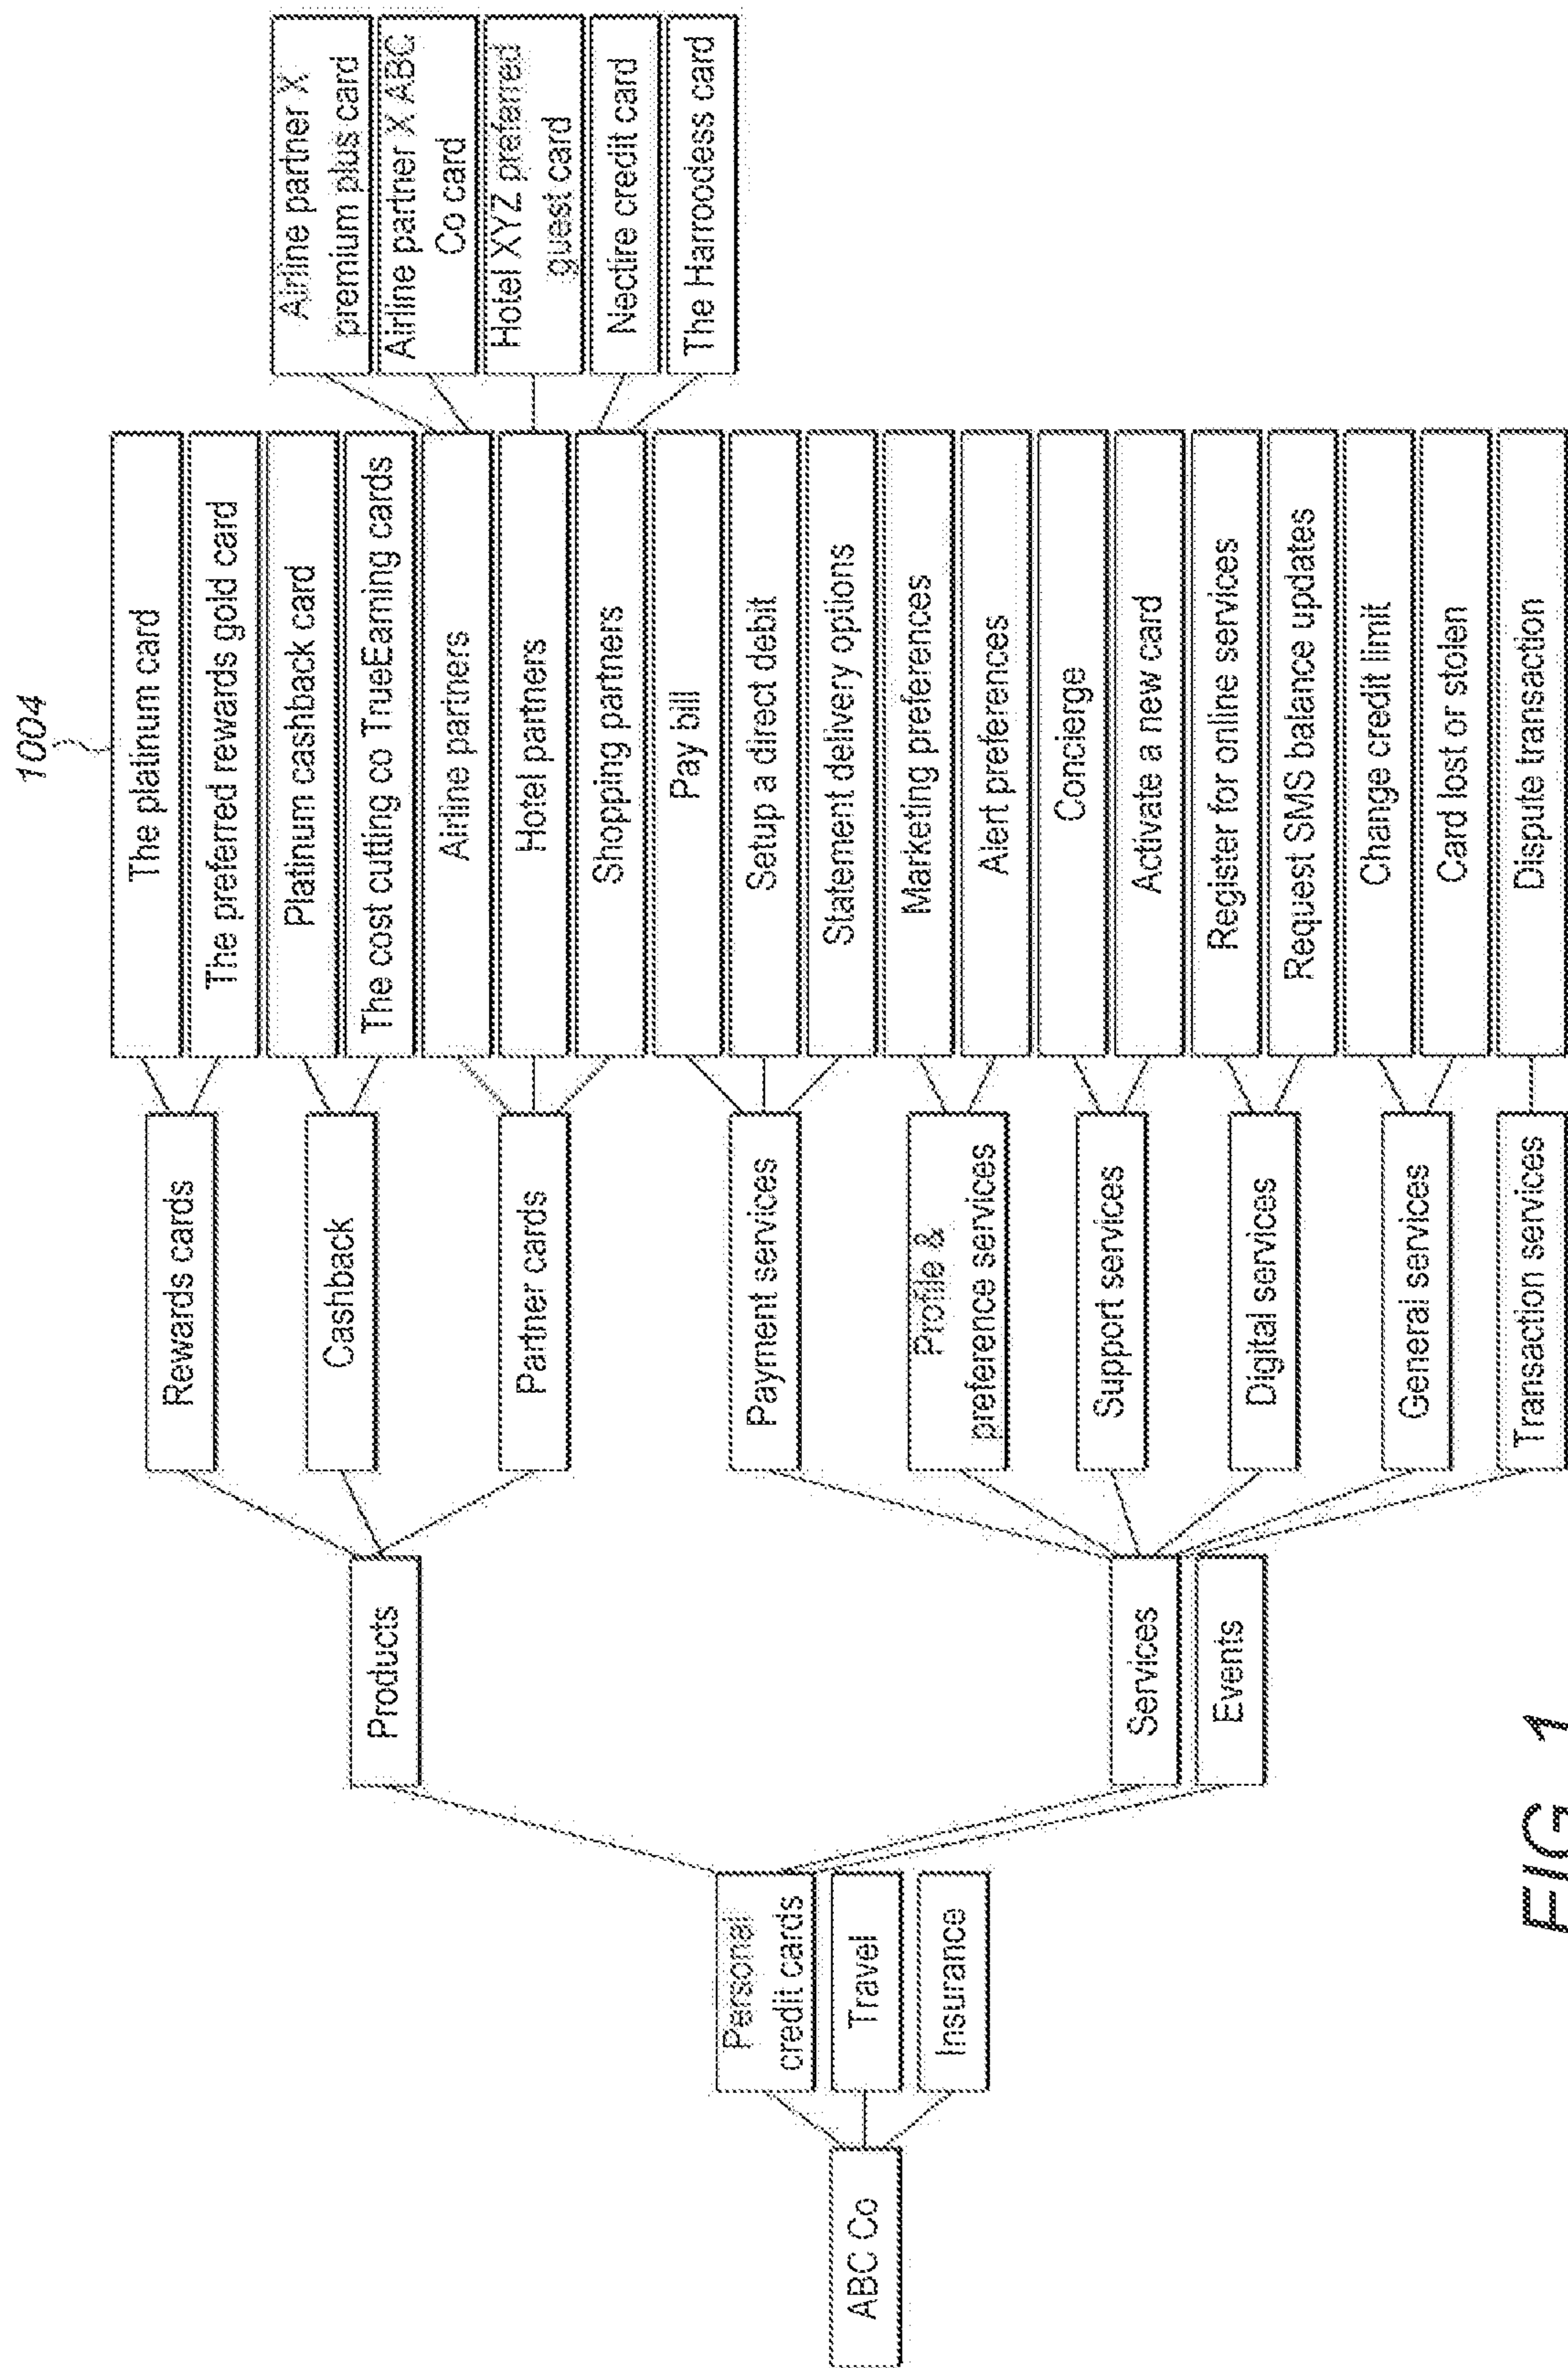 1004
ABC Co
Personal
credit cards
Travel
Insurance
Products
Services
Events
Rewards cards
Cashback
Partner cards
Payment services
Profile &
preference services
Support services
Digital services
General services
Transaction services
The platinum card
The preferred rewards gold card
Platinum cashback card
The cost cutting co TrueEarning cards
Airline partners
Hotel partners
Shopping partners
Pay bill
Setup a direct debit
Statement delivery options
Marketing preferences
Alert preferences
Concierge
Activate a new card
Register for online services
Request SMS balance updates
Change credit limit
Card lost or stolen
Dispute transaction
Airline partner X
premium plus card
Airline partner X ABC
Co card
Hotel XYZ preferred
guest card
Nectire credit card
The Harroodess card
FIG. 1